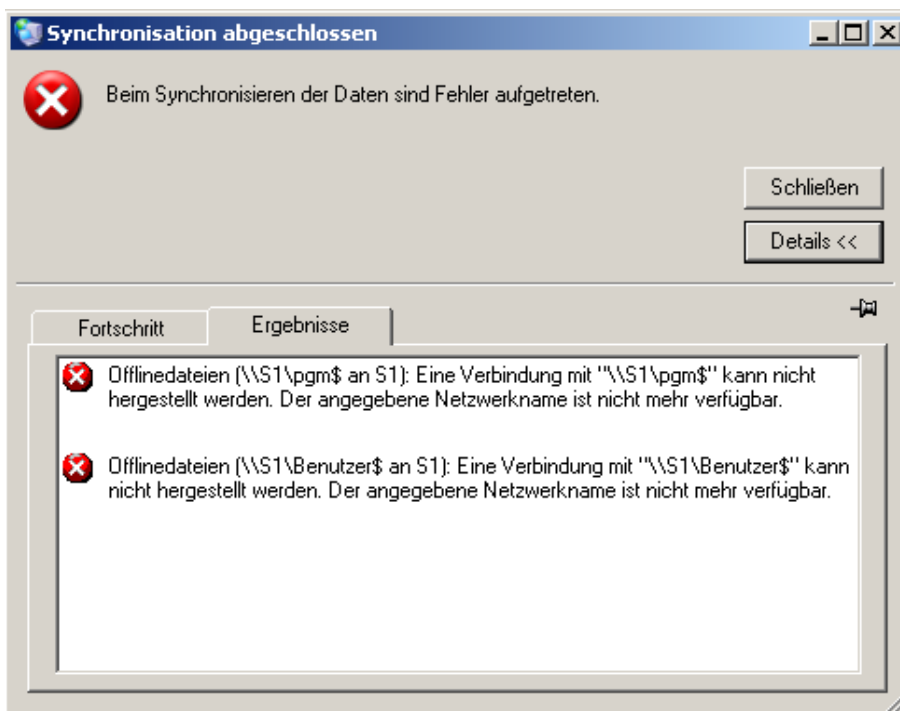 Synchronisation abgeschlossen
Beim Synchronisieren der Daten sind Fehler aufgetreten.
Schließen
Details <<
Fortschritt
Ergebnisse
Offlinedateien (\\S1\pgm$ an S1): Eine Verbindung mit "\\S1\pgm$" kann nicht
hergestellt werden. Der angegebene Netzwerkname ist nicht mehr verfügbar.
Offlinedateien (\\S1\Benutzer$ an S1): Eine Verbindung mit "\\S1\Benutzer$" kann
nicht hergestellt werden. Der angegebene Netzwerkname ist nicht mehr verfügbar.